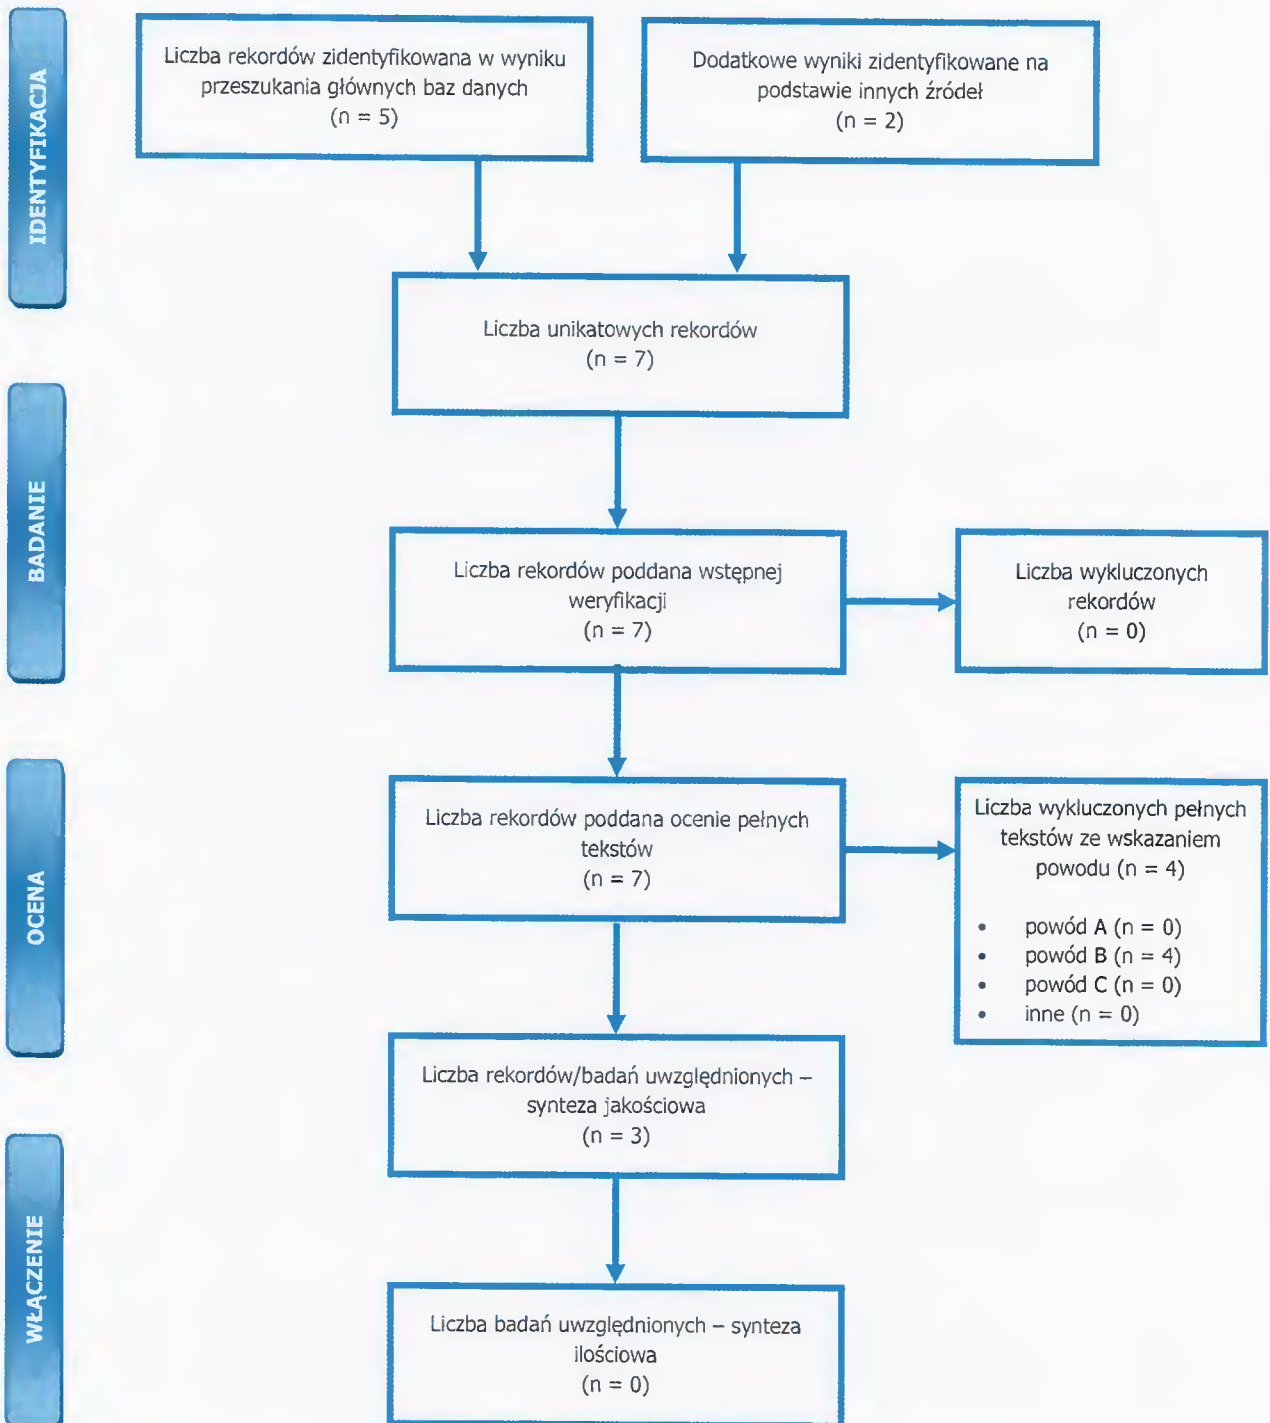 IDENTYFIKACJA
Liczba rekordów zidentyfikowana w wyniku
przeszukania głównych baz danych
(n = 5)
Dodatkowe wyniki zidentyfikowane na
podstawie innych źródeł
(n = 2)
Liczba unikatowych rekordów
(n = 7)
BADANIE
Liczba rekordów poddana wstępnej
weryfikacji
(n = 7)
Liczba wykluczonych
rekordów
(n = 0)
OCENA
Liczba rekordów poddana ocenie pełnych
tekstów
(n = 7)
Liczba wykluczonych pełnych
tekstów ze wskazaniem
powodu (n = 4)
• powód A (n = 0)
• powód B (n = 4)
• powód C (n = 0)
• inne (n = 0)
Liczba rekordów/badań uwzględnionych –
synteza jakościowa
(n = 3)
WŁĄCZENIE
Liczba badań uwzględnionych – synteza
ilościowa
(n = 0)